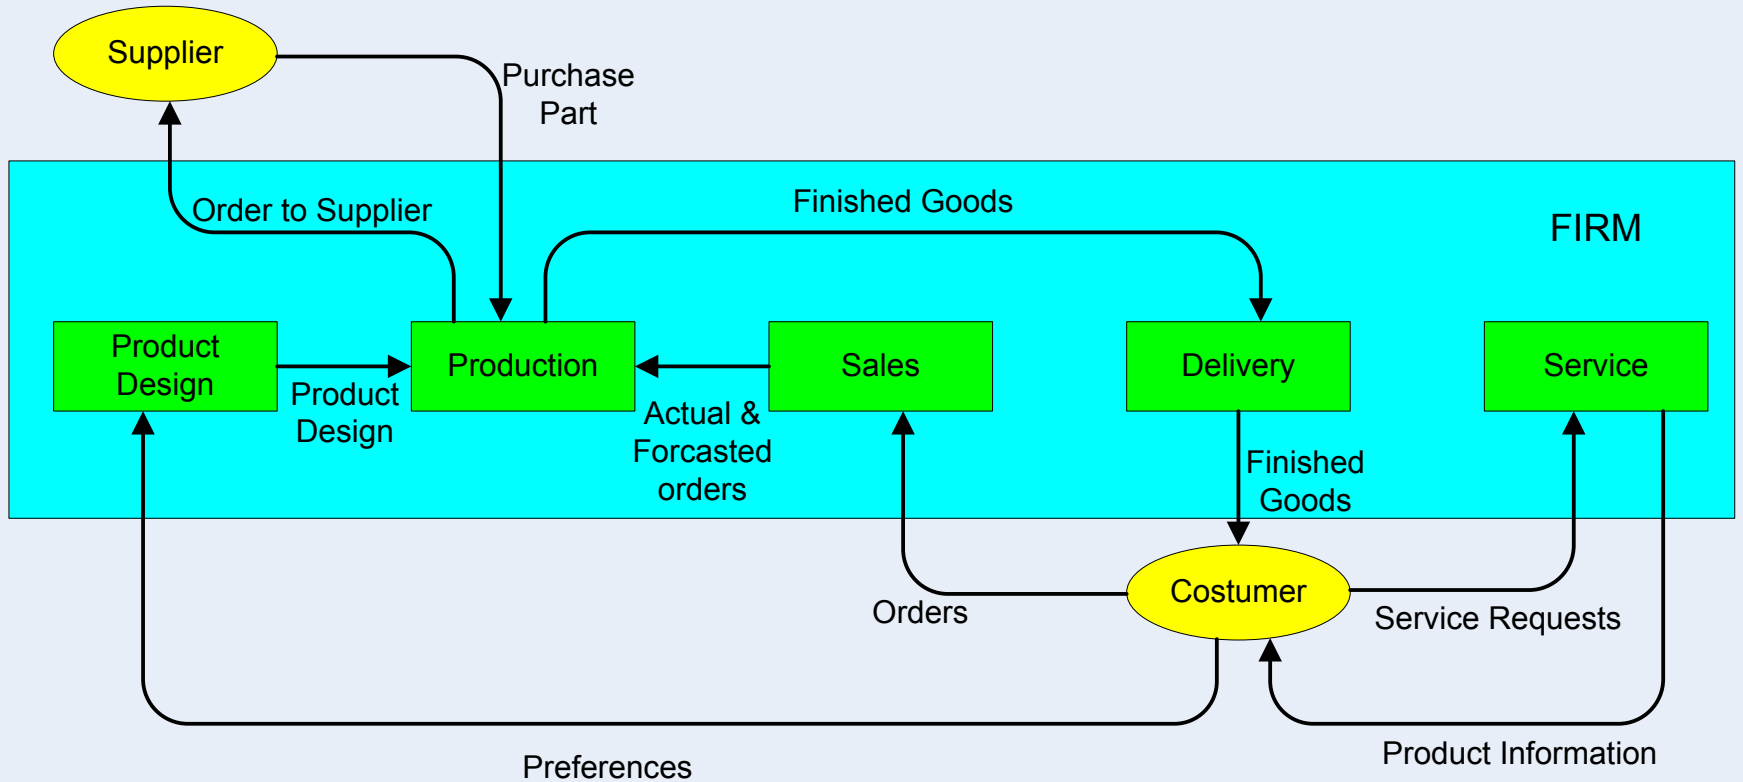 Supplier
Purchase
Part
Order to Supplier
Finished Goods
FIRM
Product
Design
Product
Design
Production
Actual &
Forcasted
orders
Sales
Delivery
Finished
Goods
Service
Orders
Costumer
Service Requests
Preferences
Product Information